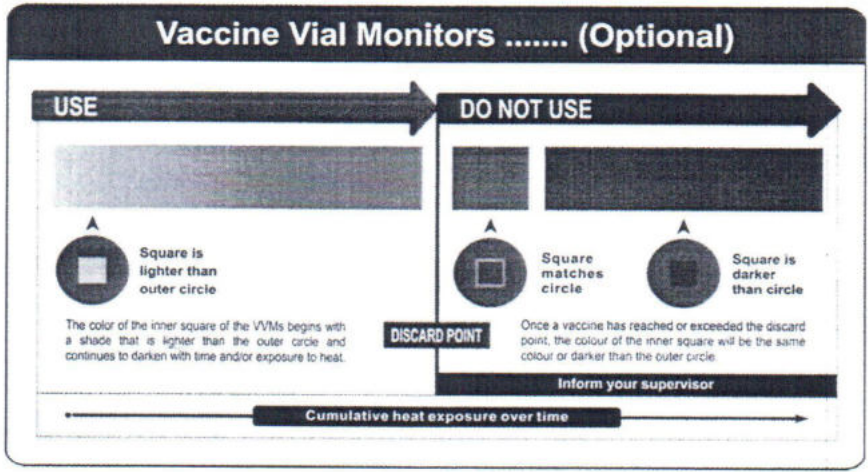 Vaccine Vial Monitors ....... (Optional)
USE
DO NOT USE
Square is
lighter than
outer circle
Square
matches
circle
Square is
darker
than circle
The color of the inner square of the VVMs begins with
a shade that is lighter than the outer circle and
continues to darken with time and/or exposure to heat.
DISCARD POINT
Once a vaccine has reached or exceeded the discard
point, the colour of the inner square will be the same
colour or darker than the outer circle.
Inform your supervisor
Cumulative heat exposure over time